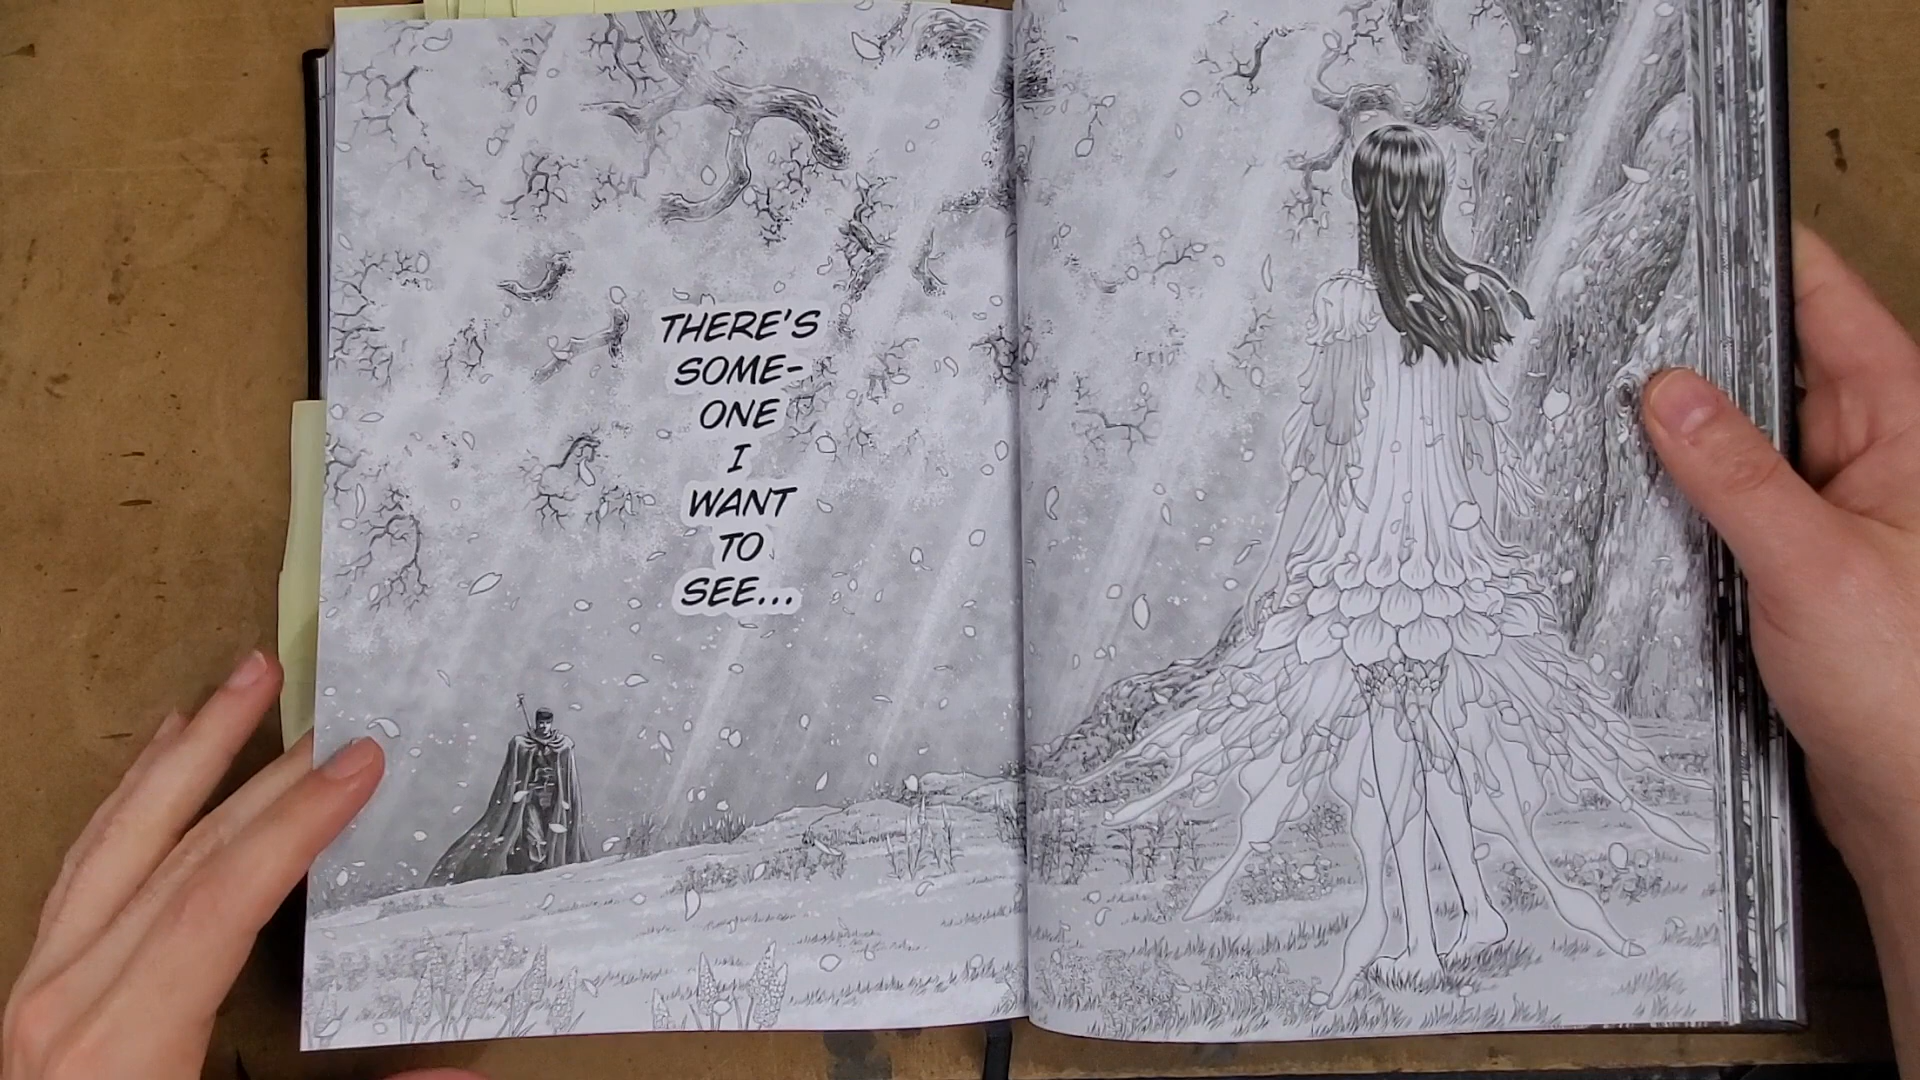 THERE'S
SOME-
ONE
I
WANT
TO
SEE...